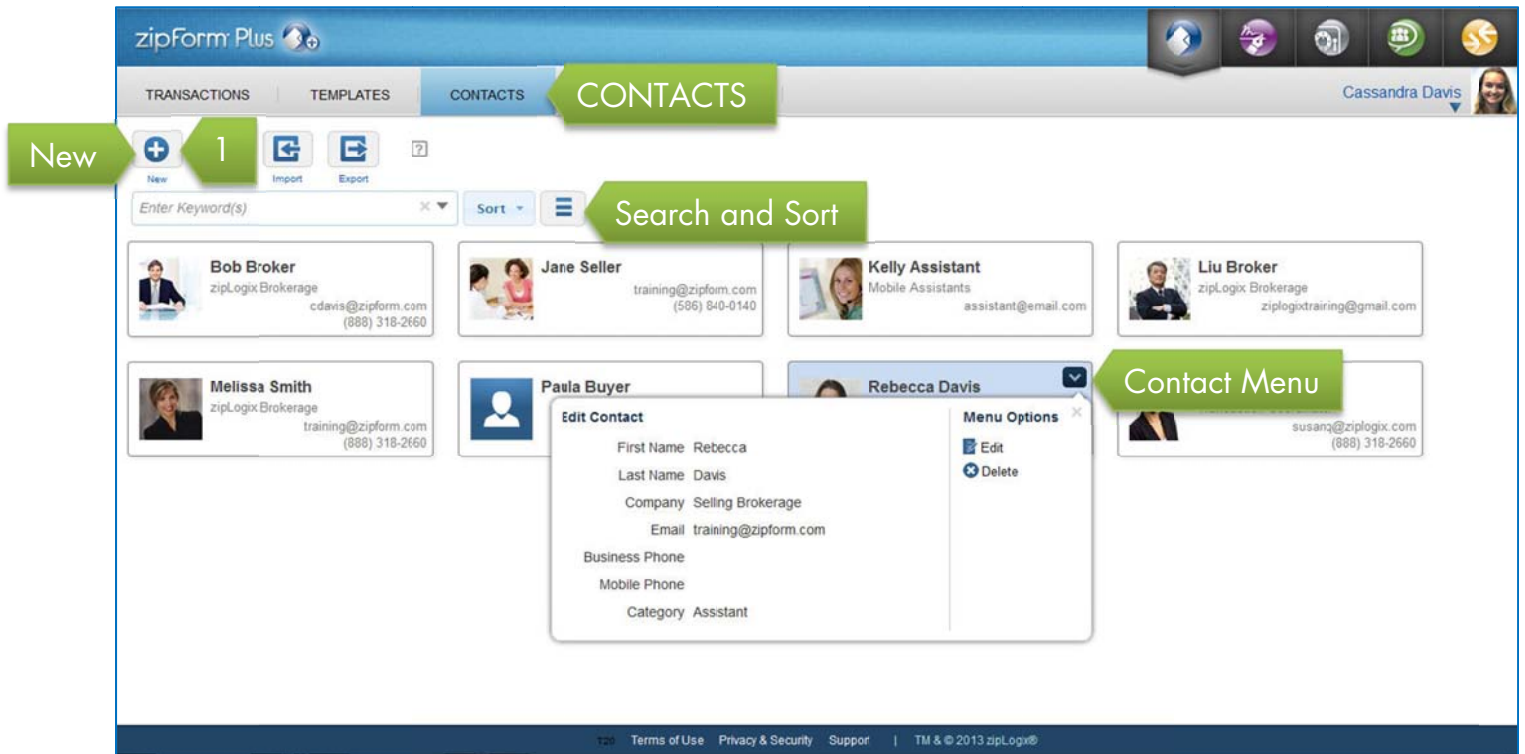 zipForm Plus
TRANSACTIONS TEMPLATES CONTACTS CONTACTS Cassandra Davis
New 1 ?
New Import Export
Enter Keyword(s) Sort Search and Sort
Bob Broker
zipLogix Brokerage
cdavis@zipform.com
(888) 318-2660
Jane Seller
training@zipform.com
(586) 840-0140
Kelly Assistant
Mobile Assistants
assistant@email.com
Liu Broker
zipLogix Brokerage
ziplogixtraining@gmail.com
Melissa Smith
zipLogix Brokerage
training@zipform.com
(888) 318-2660
Paula Buyer
Rebecca Davis
Contact Menu
susanq@ziplogix.com
(888) 318-2660
Edit Contact
First Name Rebecca
Last Name Davis
Company Selling Brokerage
Email training@zipform.com
Business Phone
Mobile Phone
Category Assistant
Menu Options
Edit
Delete
Terms of Use Privacy & Security Support | TM & © 2013 zipLogix®